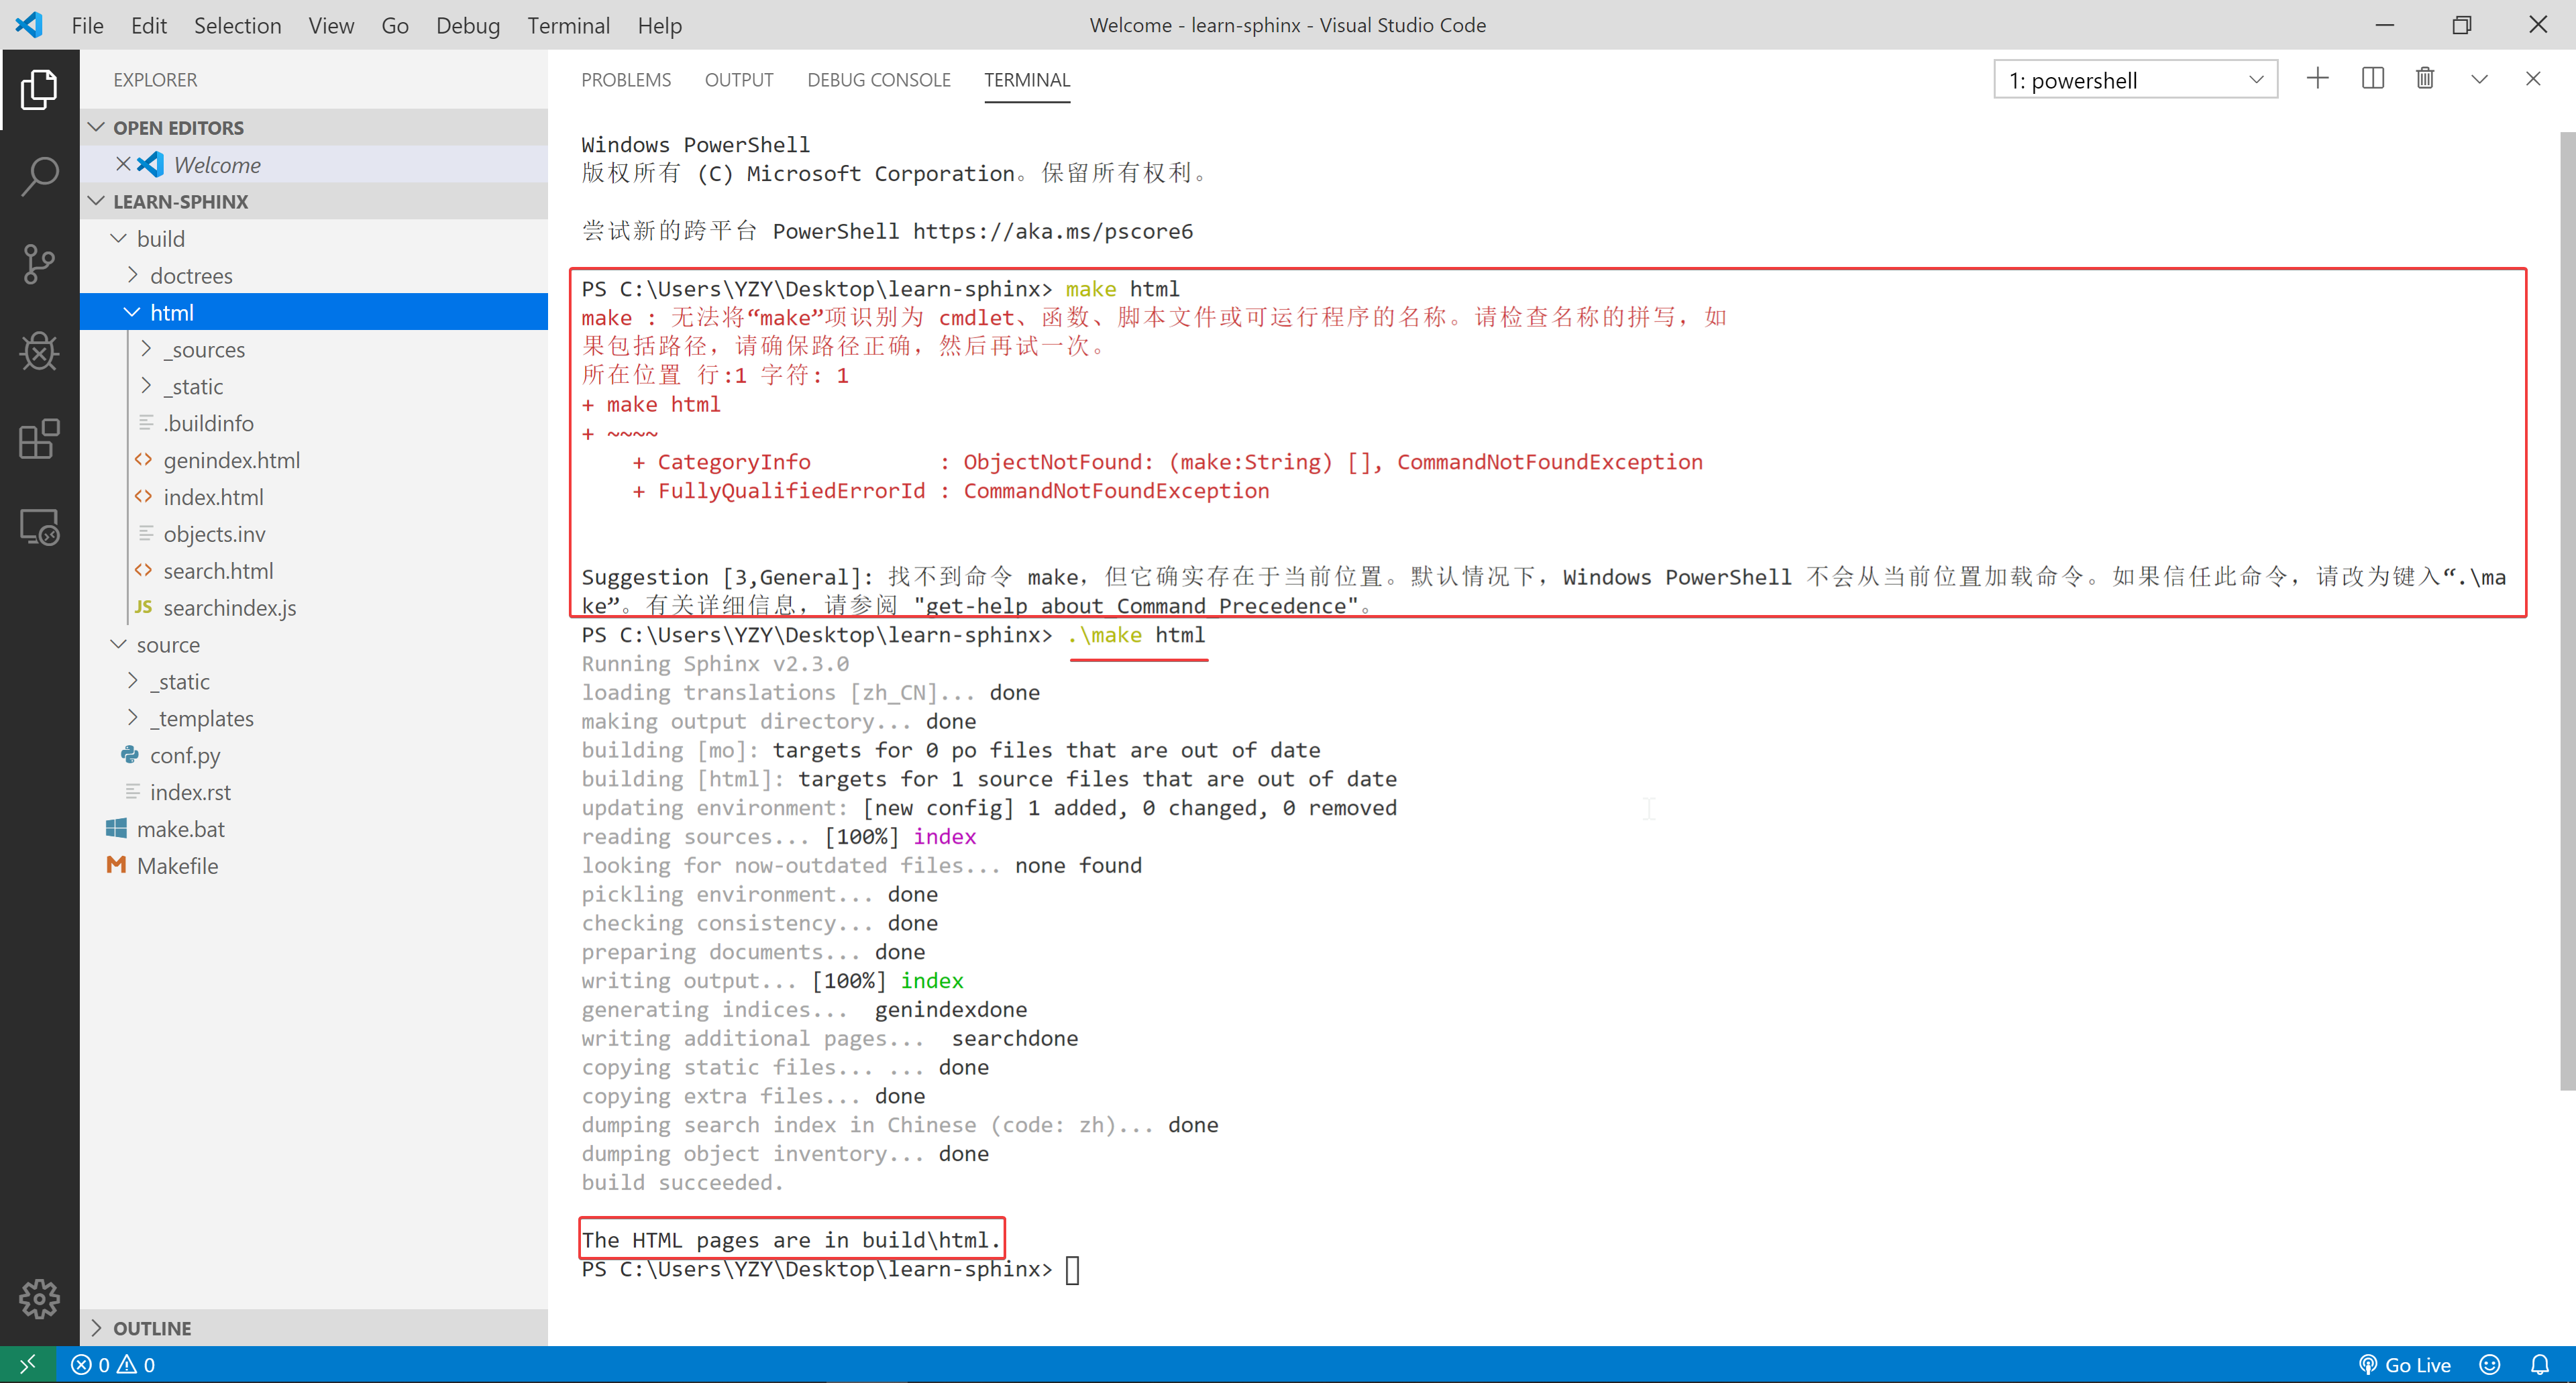 File Edit Selection View Go Debug Terminal Help
Welcome - learn-sphinx - Visual Studio Code
EXPLORER
OPEN EDITORS
Welcome
LEARN-SPHINX
build
doctrees
html
_sources
_static
.buildinfo
genindex.html
index.html
objects.inv
search.html
JS searchindex.js
source
_static
_templates
conf.py
index.rst
make.bat
M Makefile
OUTLINE
PROBLEMS OUTPUT DEBUG CONSOLE TERMINAL
1: powershell
Windows PowerShell
版权所有 (C) Microsoft Corporation。保留所有权利。
尝试新的跨平台 PowerShell https://aka.ms/pscore6
PS C:\Users\YZY\Desktop\learn-sphinx> make html
make : 无法将“make”项识别为 cmdlet、函数、脚本文件或可运行程序的名称。请检查名称的拼写，如
果包括路径，请确保路径正确，然后再试一次。
所在位置 行:1 字符: 1
+ make html
+ ~~~~
+ CategoryInfo : ObjectNotFound: (make:String) [], CommandNotFoundException
+ FullyQualifiedErrorId : CommandNotFoundException
Suggestion [3,General]: 找不到命令 make，但它确实存在于当前位置。默认情况下，Windows PowerShell 不会从当前位置加载命令。如果信任此命令，请改为键入“.\ma
ke”。有关详细信息，请参阅 "get-help about_Command_Precedence"。
PS C:\Users\YZY\Desktop\learn-sphinx> .\make html
Running Sphinx v2.3.0
loading translations [zh_CN]... done
making output directory... done
building [mo]: targets for 0 po files that are out of date
building [html]: targets for 1 source files that are out of date
updating environment: [new config] 1 added, 0 changed, 0 removed
reading sources... [100%] index
looking for now-outdated files... none found
pickling environment... done
checking consistency... done
preparing documents... done
writing output... [100%] index
generating indices...  genindexdone
writing additional pages...  searchdone
copying static files... ... done
copying extra files... done
dumping search index in Chinese (code: zh)... done
dumping object inventory... done
build succeeded.
The HTML pages are in build\html.
PS C:\Users\YZY\Desktop\learn-sphinx>
0 0
Go Live